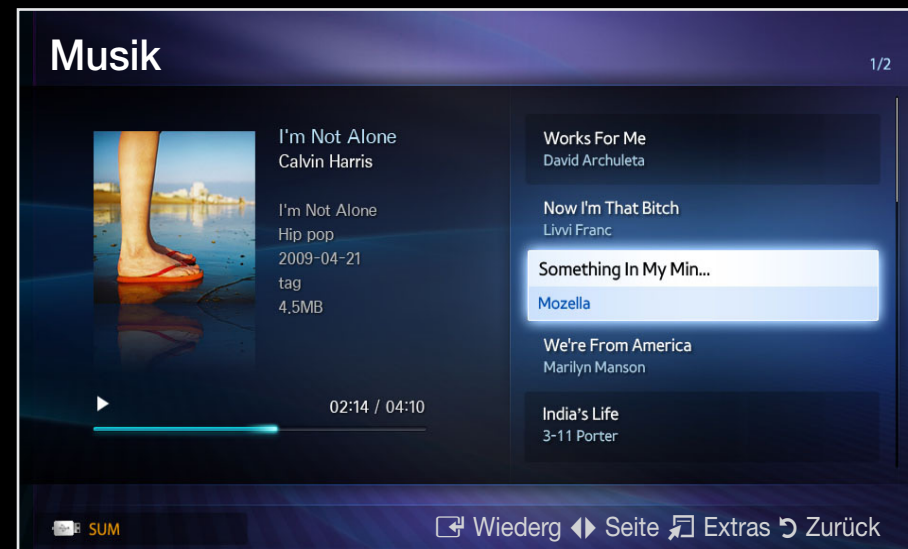 Musik
1/2
I'm Not Alone
Calvin Harris
I'm Not Alone
Hip pop
2009-04-21
tag
4.5MB
02:14 / 04:10
Works For Me
David Archuleta
Now I'm That Bitch
Livvi Franc
Something In My Min...
Mozella
We're From America
Marilyn Manson
India's Life
3-11 Porter
SUM
Wiederg Seite Extras Zurück